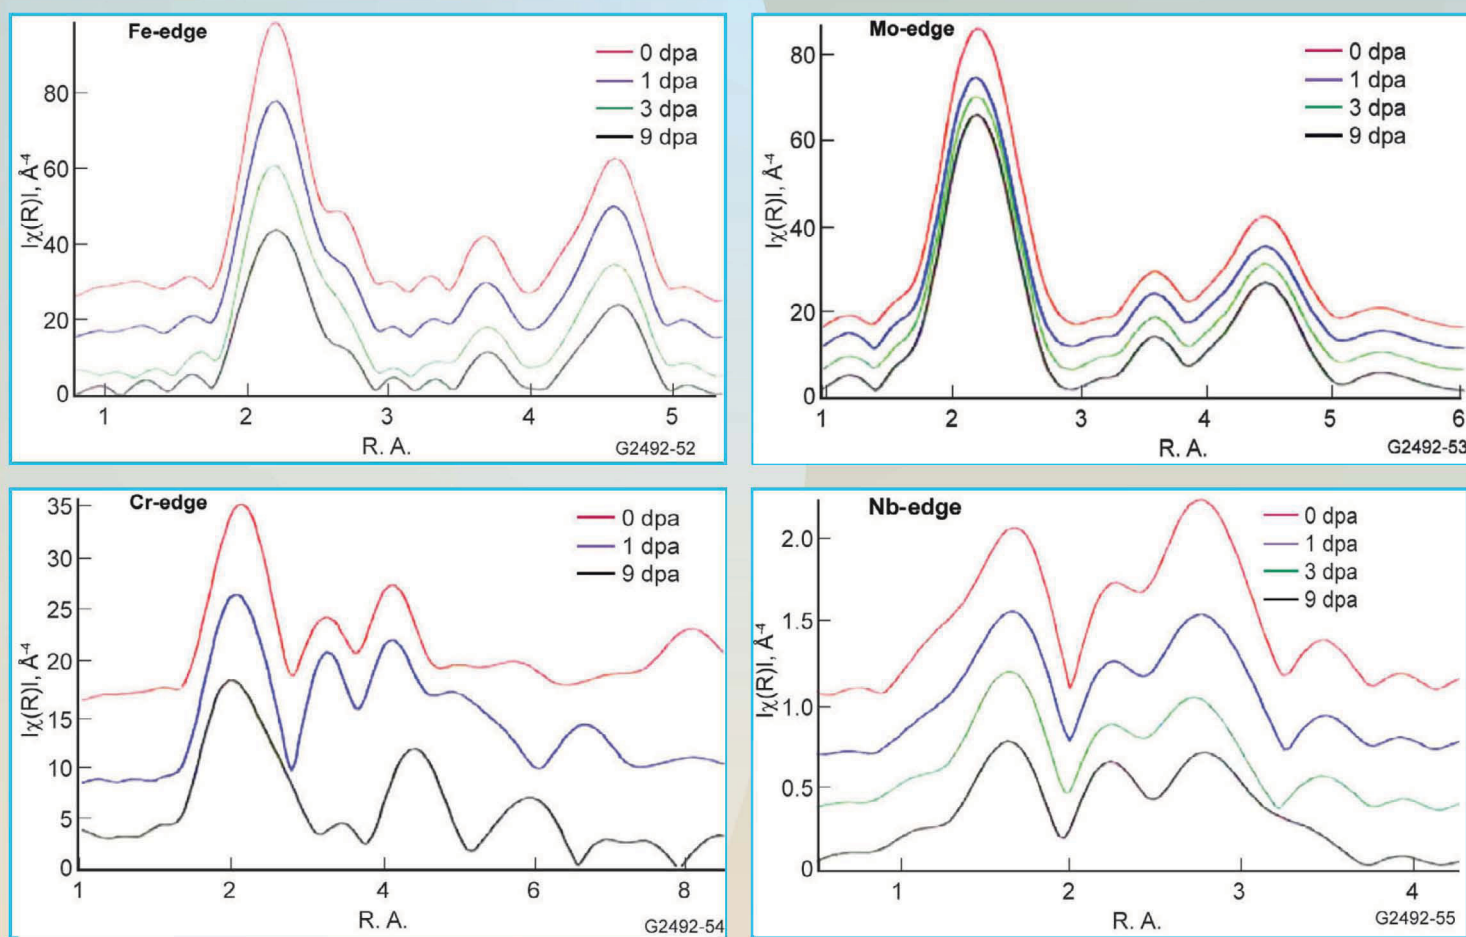 Fe-edge
0 dpa
1 dpa
3 dpa
9 dpa
80
60
40
20
0
|χ(R)|, Å⁻⁴
1 2 3 4 5
R. A.
G2492-52
Mo-edge
0 dpa
1 dpa
3 dpa
9 dpa
80
60
40
20
0
|χ(R)|, Å⁻⁴
1 2 3 4 5 6
R. A.
G2492-53
Cr-edge
0 dpa
1 dpa
9 dpa
35
30
25
20
15
10
5
0
|χ(R)|, Å⁻⁴
1 2 4 6 8
R. A.
G2492-54
Nb-edge
0 dpa
1 dpa
3 dpa
9 dpa
2.0
1.5
1.0
0.5
0
|χ(R)|, Å⁻⁴
1 2 3 4
R. A.
G2492-55